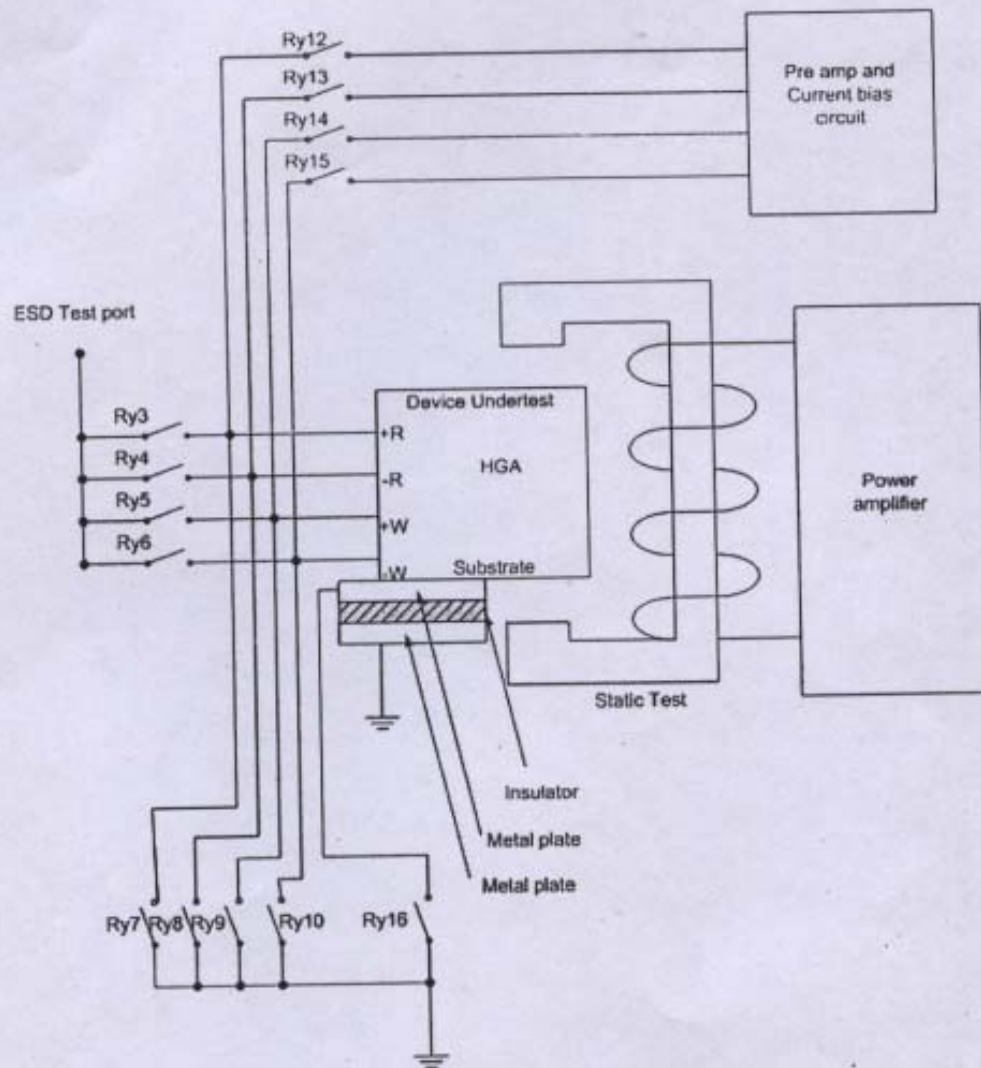 Ry12
Ry13
Ry14
Ry15
Pre amp and
Current bias
circuit
ESD Test port
Ry3
Ry4
Ry5
Ry6
Device Undertest
+R
-R
HGA
+W
-W
Substrate
Power
amplifier
Static Test
Insulator
Metal plate
Metal plate
Ry7
Ry8
Ry9
Ry10
Ry16